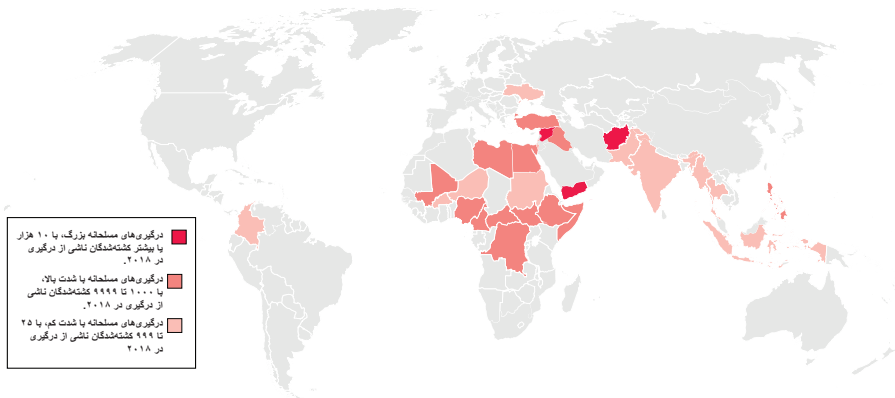 درگیری‌های مسلحانه بزرگ، با ۱۰ هزار
یا بیشتر کشته‌شدگان ناشی از درگیری
در ۲۰۱۸.
درگیری‌های مسلحانه با شدت بالا،
با ۱۰۰۰ تا ۹۹۹۹ کشته‌شدگان ناشی
از درگیری در ۲۰۱۸.
درگیری‌های مسلحانه با شدت کم، با ۲۵
تا ۹۹۹ کشته‌شدگان ناشی از درگیری
در ۲۰۱۸